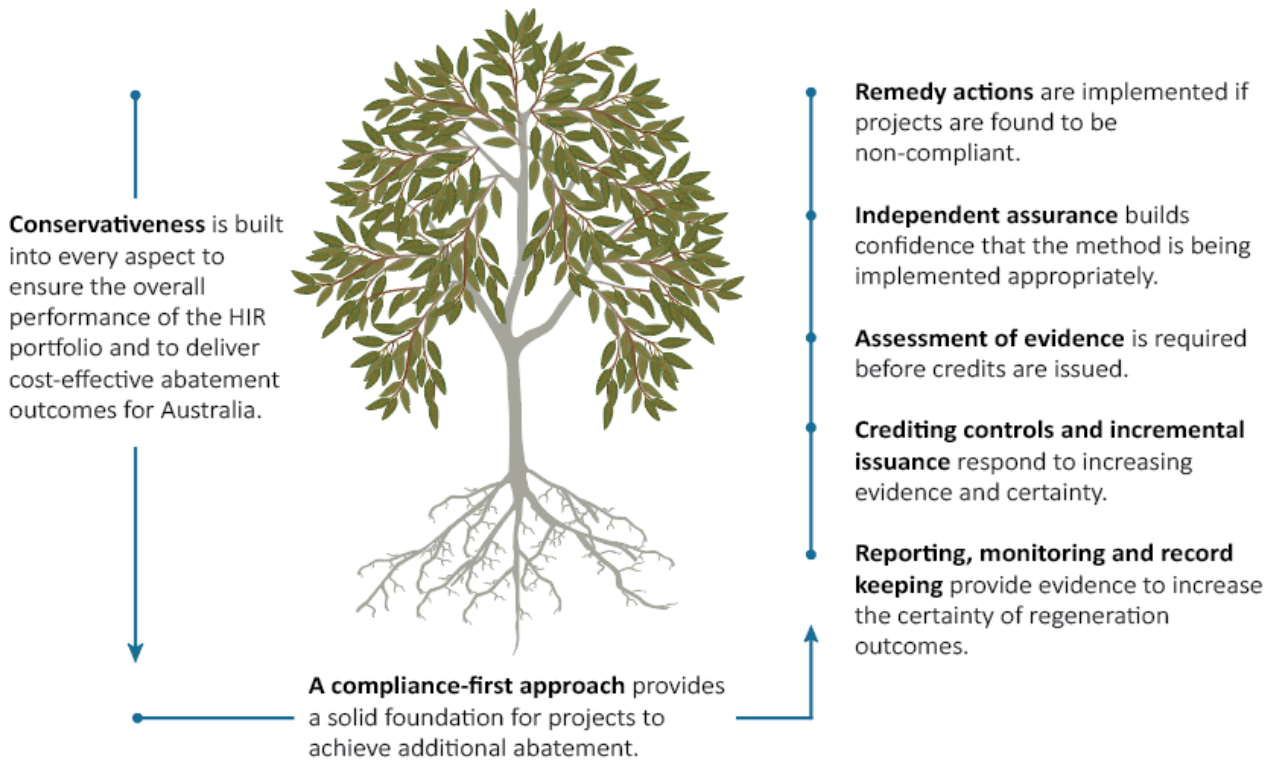 Conservativeness is built
into every aspect to
ensure the overall
performance of the HIR
portfolio and to deliver
cost-effective abatement
outcomes for Australia.
A compliance-first approach provides
a solid foundation for projects to
achieve additional abatement.
Remedy actions are implemented if
projects are found to be
non-compliant.
Independent assurance builds
confidence that the method is being
implemented appropriately.
Assessment of evidence is required
before credits are issued.
Crediting controls and incremental
issuance respond to increasing
evidence and certainty.
Reporting, monitoring and record
keeping provide evidence to increase
the certainty of regeneration
outcomes.